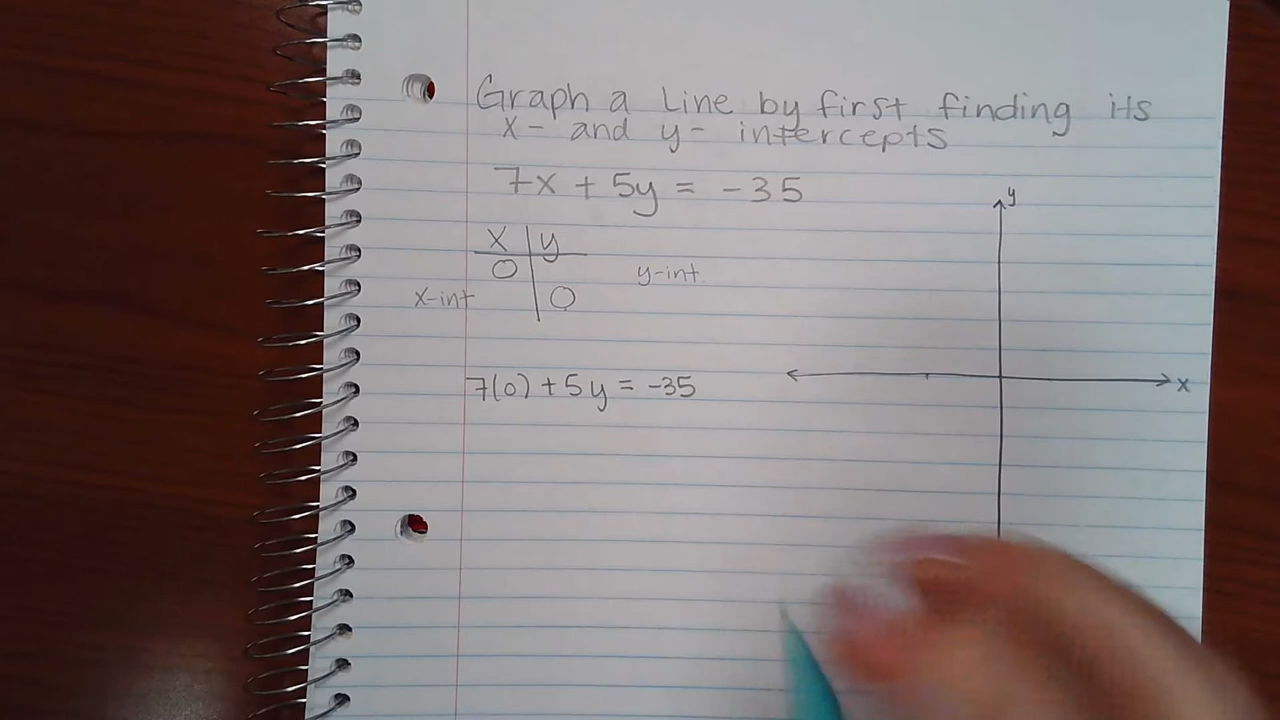 Graph a Line by first finding its
x- and y- intercepts
7x + 5y = -35
y
x y
0 y-int.
x-int 0
x
7(0) + 5y = -35